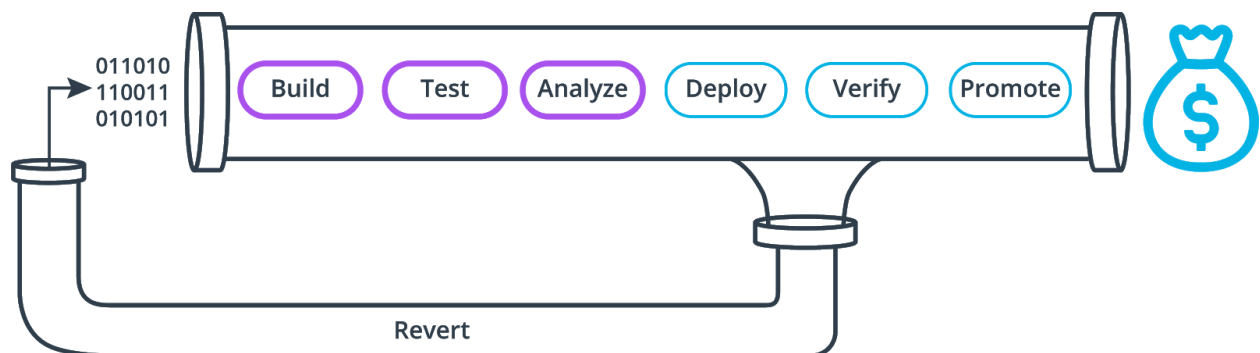 011010
110011
010101
Build
Test
Analyze
Deploy
Verify
Promote
$
Revert